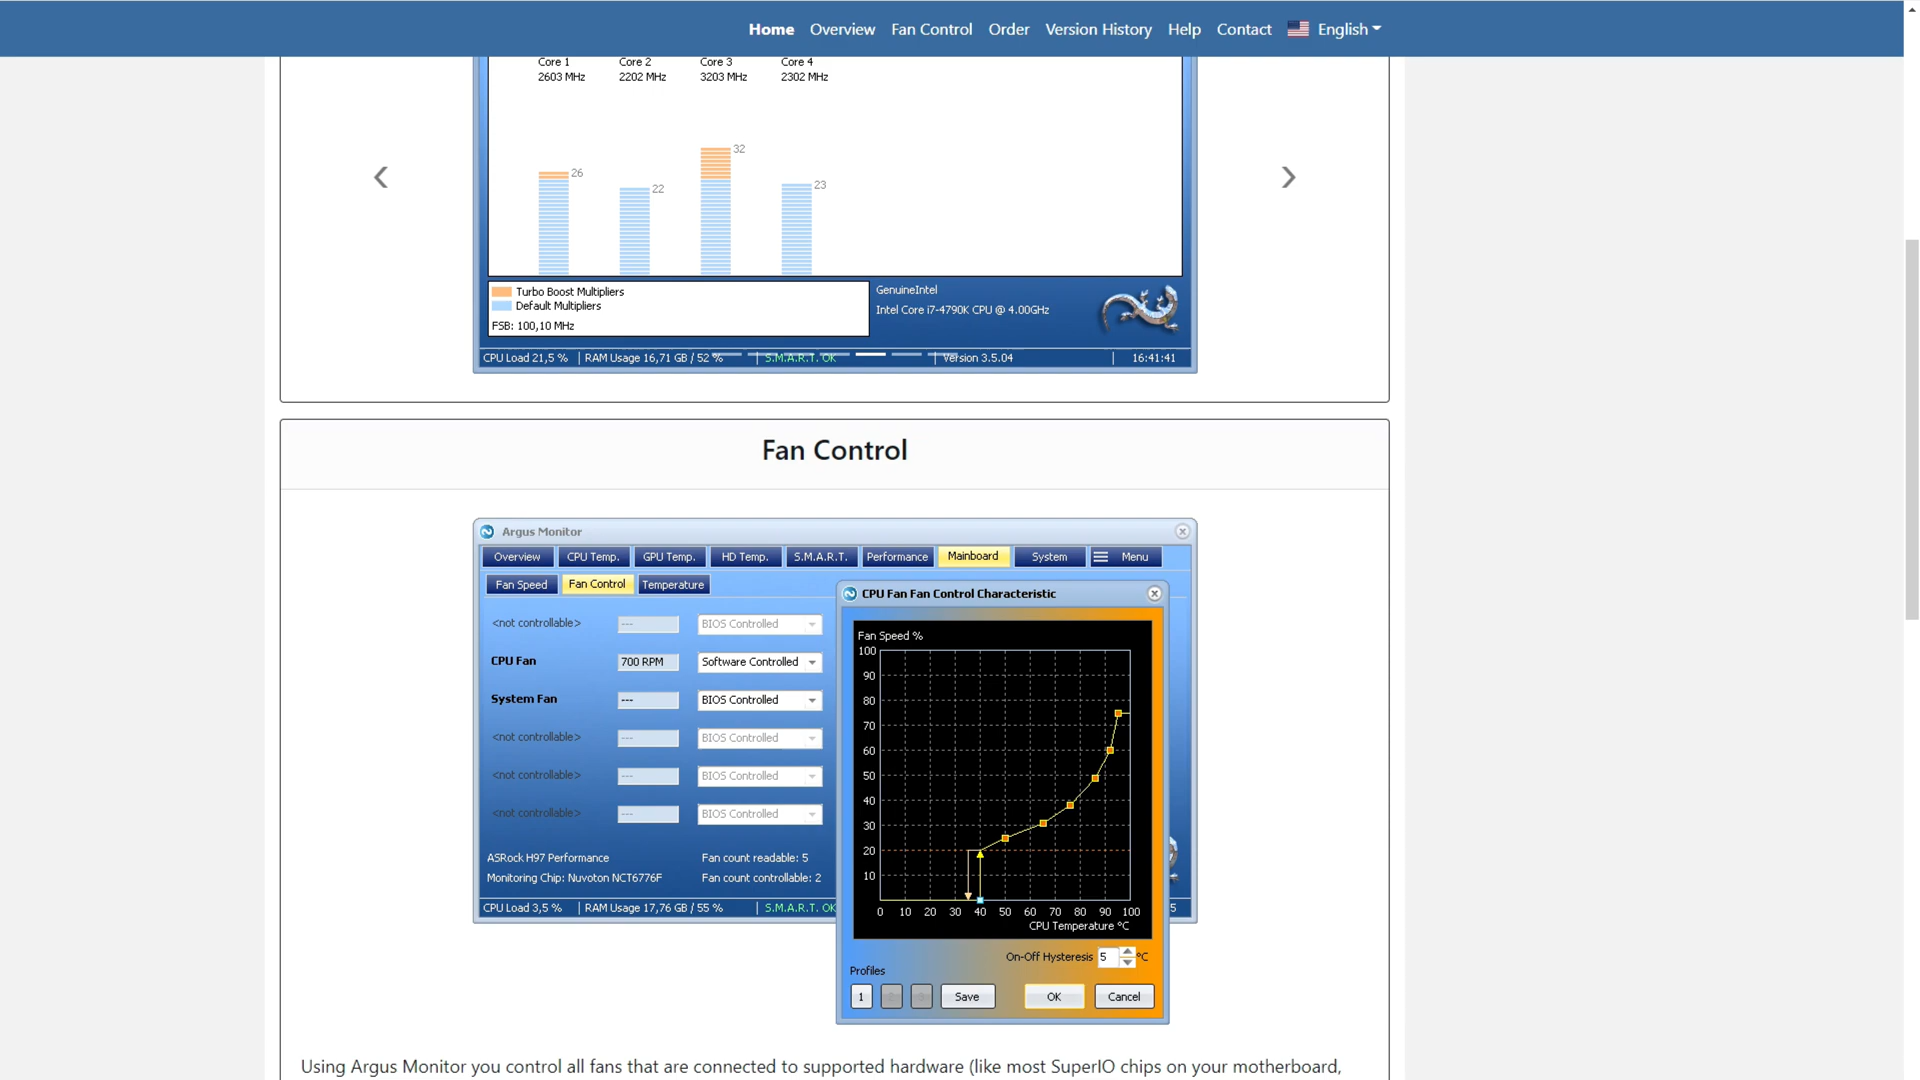 Home Overview Fan Control Order Version History Help Contact English
Core 1 Core 2 Core 3 Core 4
2603 MHz 2202 MHz 3203 MHz 2302 MHz
32
26
22
23
Turbo Boost Multipliers
Default Multipliers
FSB: 100,10 MHz
GenuineIntel
Intel Core i7-4790K CPU @ 4.00GHz
CPU Load 21,5 % | RAM Usage 16,71 GB / 52 % | S.M.A.R.T. OK | Version 3.5.04 | 16:41:41
Fan Control
Argus Monitor
Overview CPU Temp. GPU Temp. HD Temp. S.M.A.R.T. Performance Mainboard System Menu
Fan Speed Fan Control Temperature
<not controllable> --- BIOS Controlled
CPU Fan 700 RPM Software Controlled
System Fan --- BIOS Controlled
<not controllable> --- BIOS Controlled
<not controllable> --- BIOS Controlled
<not controllable> --- BIOS Controlled
ASRock H97 Performance Fan count readable: 5
Monitoring Chip: Nuvoton NCT6776F Fan count controllable: 2
CPU Load 3,5 % | RAM Usage 17,76 GB / 55 % | S.M.A.R.T. OK 5
CPU Fan Fan Control Characteristic
Fan Speed %
100
90
80
70
60
50
40
30
20
10
0 10 20 30 40 50 60 70 80 90 100
CPU Temperature °C
On-Off Hysteresis 5 °C
Profiles
1 Save OK Cancel
Using Argus Monitor you control all fans that are connected to supported hardware (like most SuperIO chips on your motherboard,